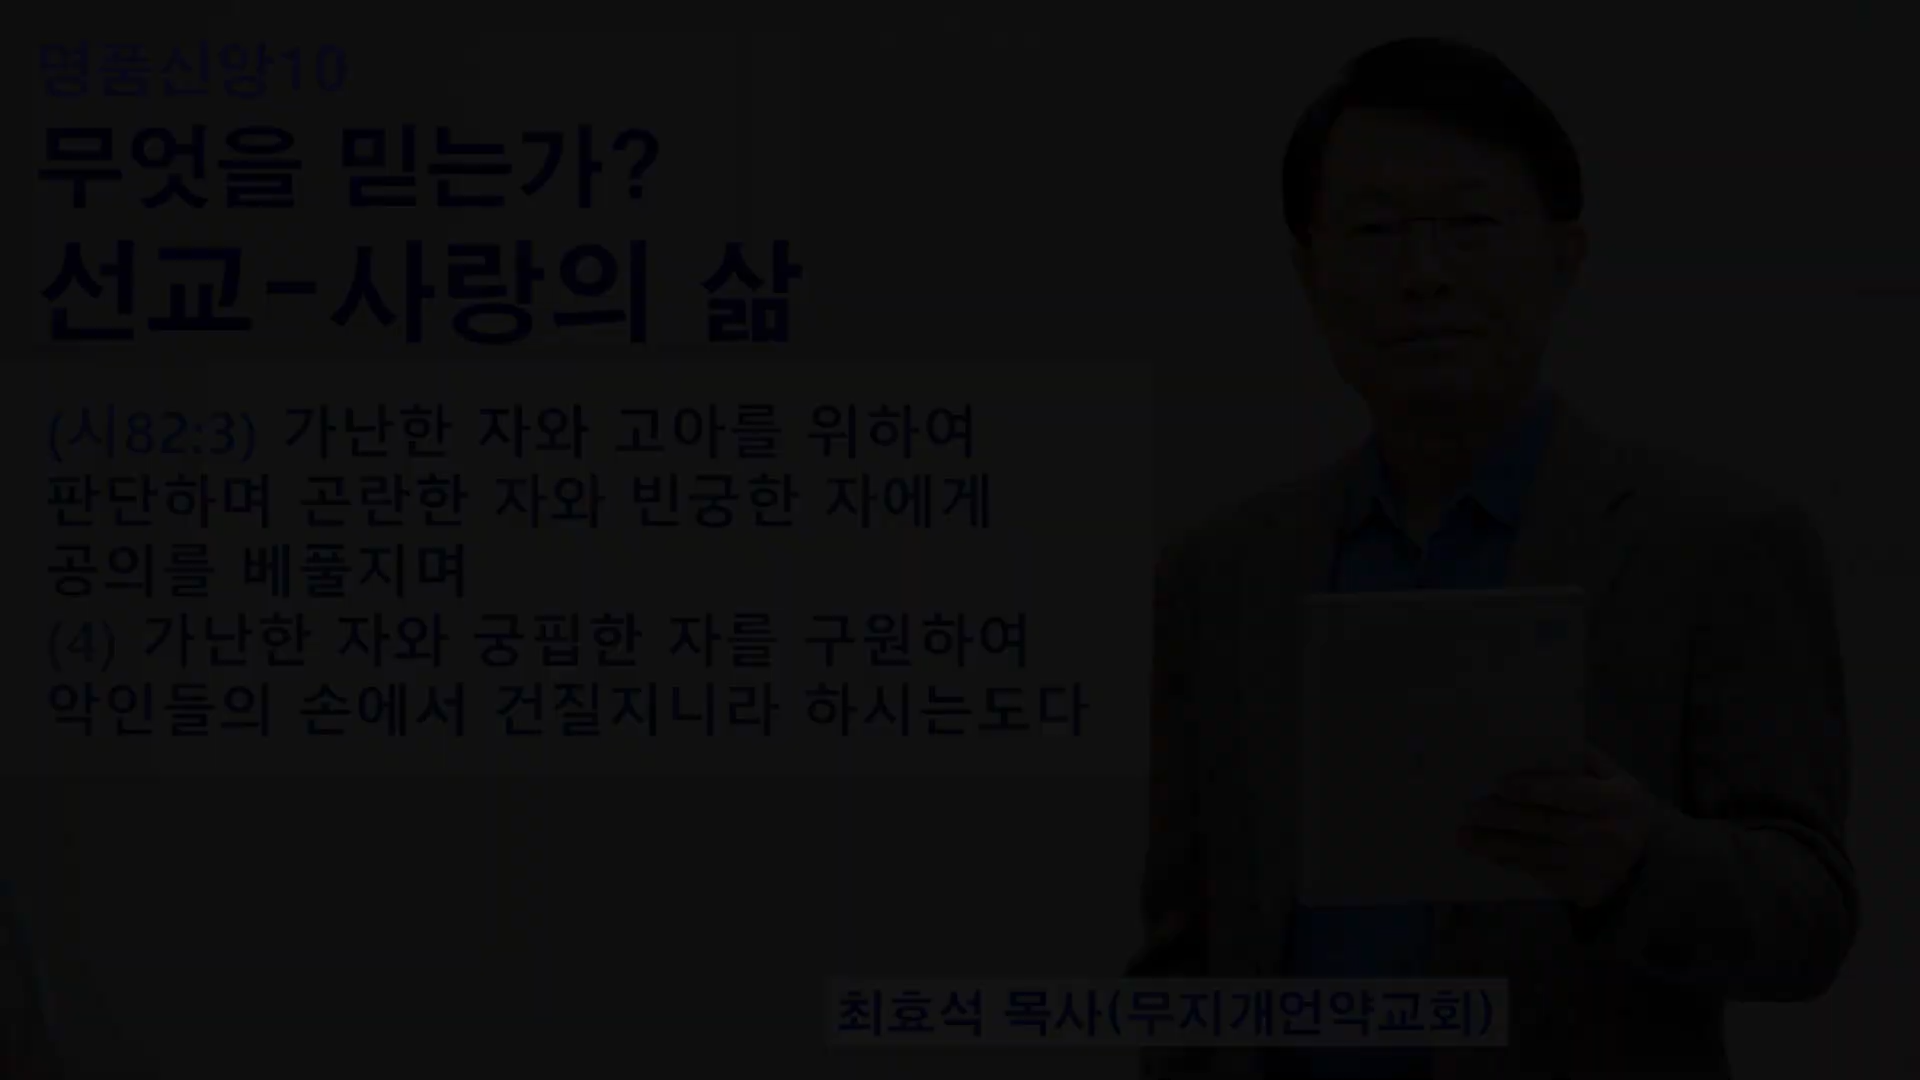 명품신앙10
무엇을 믿는가?
선교-사랑의 삶
(시82:3) 가난한 자와 고아를 위하여
판단하며 곤란한 자와 빈궁한 자에게
공의를 베풀지며
(4) 가난한 자와 궁핍한 자를 구원하여
악인들의 손에서 건질지니라 하시는도다
최효석 목사(무지개언약교회)